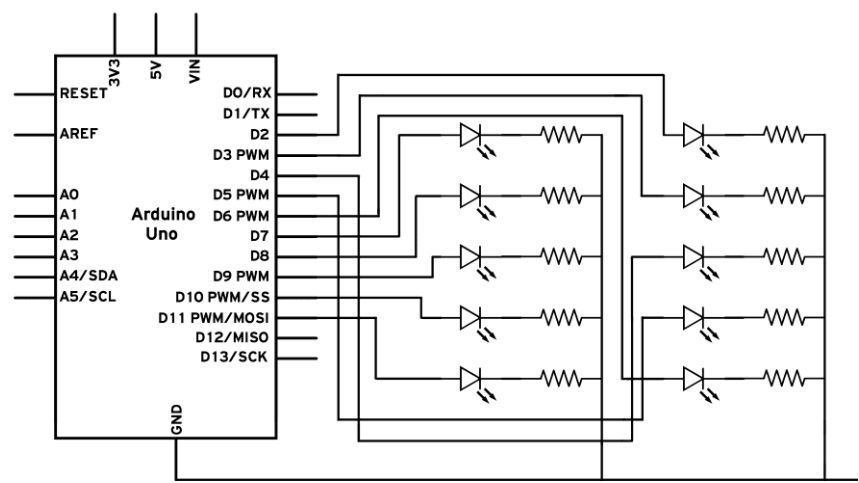 3V3
5V
VIN
RESET
AREF
A0
A1
A2
A3
A4/SDA
A5/SCL
Arduino
Uno
D0/RX
D1/TX
D2
D3 PWM
D4
D5 PWM
D6 PWM
D7
D8
D9 PWM
D10 PWM/SS
D11 PWM/MOSI
D12/MISO
D13/SCK
GND